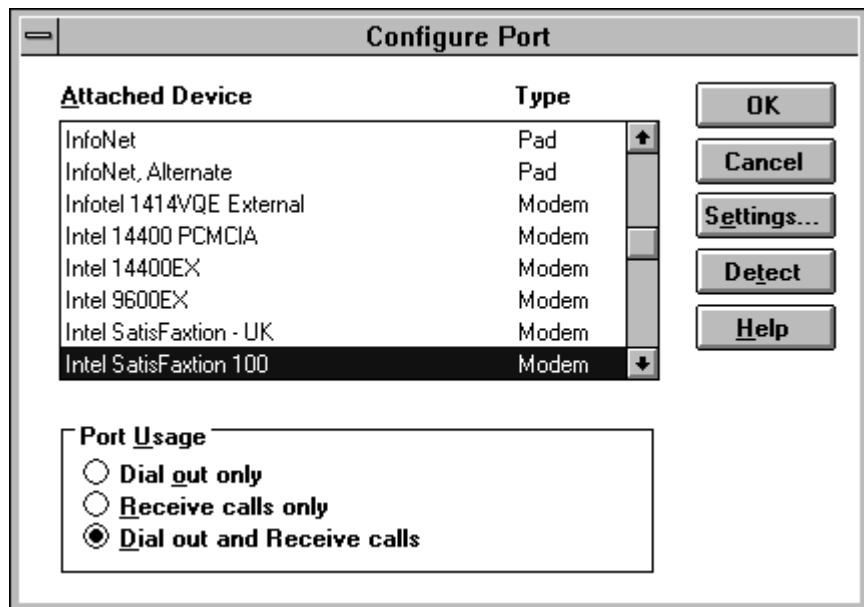 Configure Port
Attached Device Type
InfoNet Pad
InfoNet, Alternate Pad
Infotel 1414VQE External Modem
Intel 14400 PCMCIA Modem
Intel 14400EX Modem
Intel 9600EX Modem
Intel SatisFaxtion - UK Modem
Intel SatisFaxtion 100 Modem
OK
Cancel
Settings...
Detect
Help
Port Usage
Dial out only
Receive calls only
Dial out and Receive calls